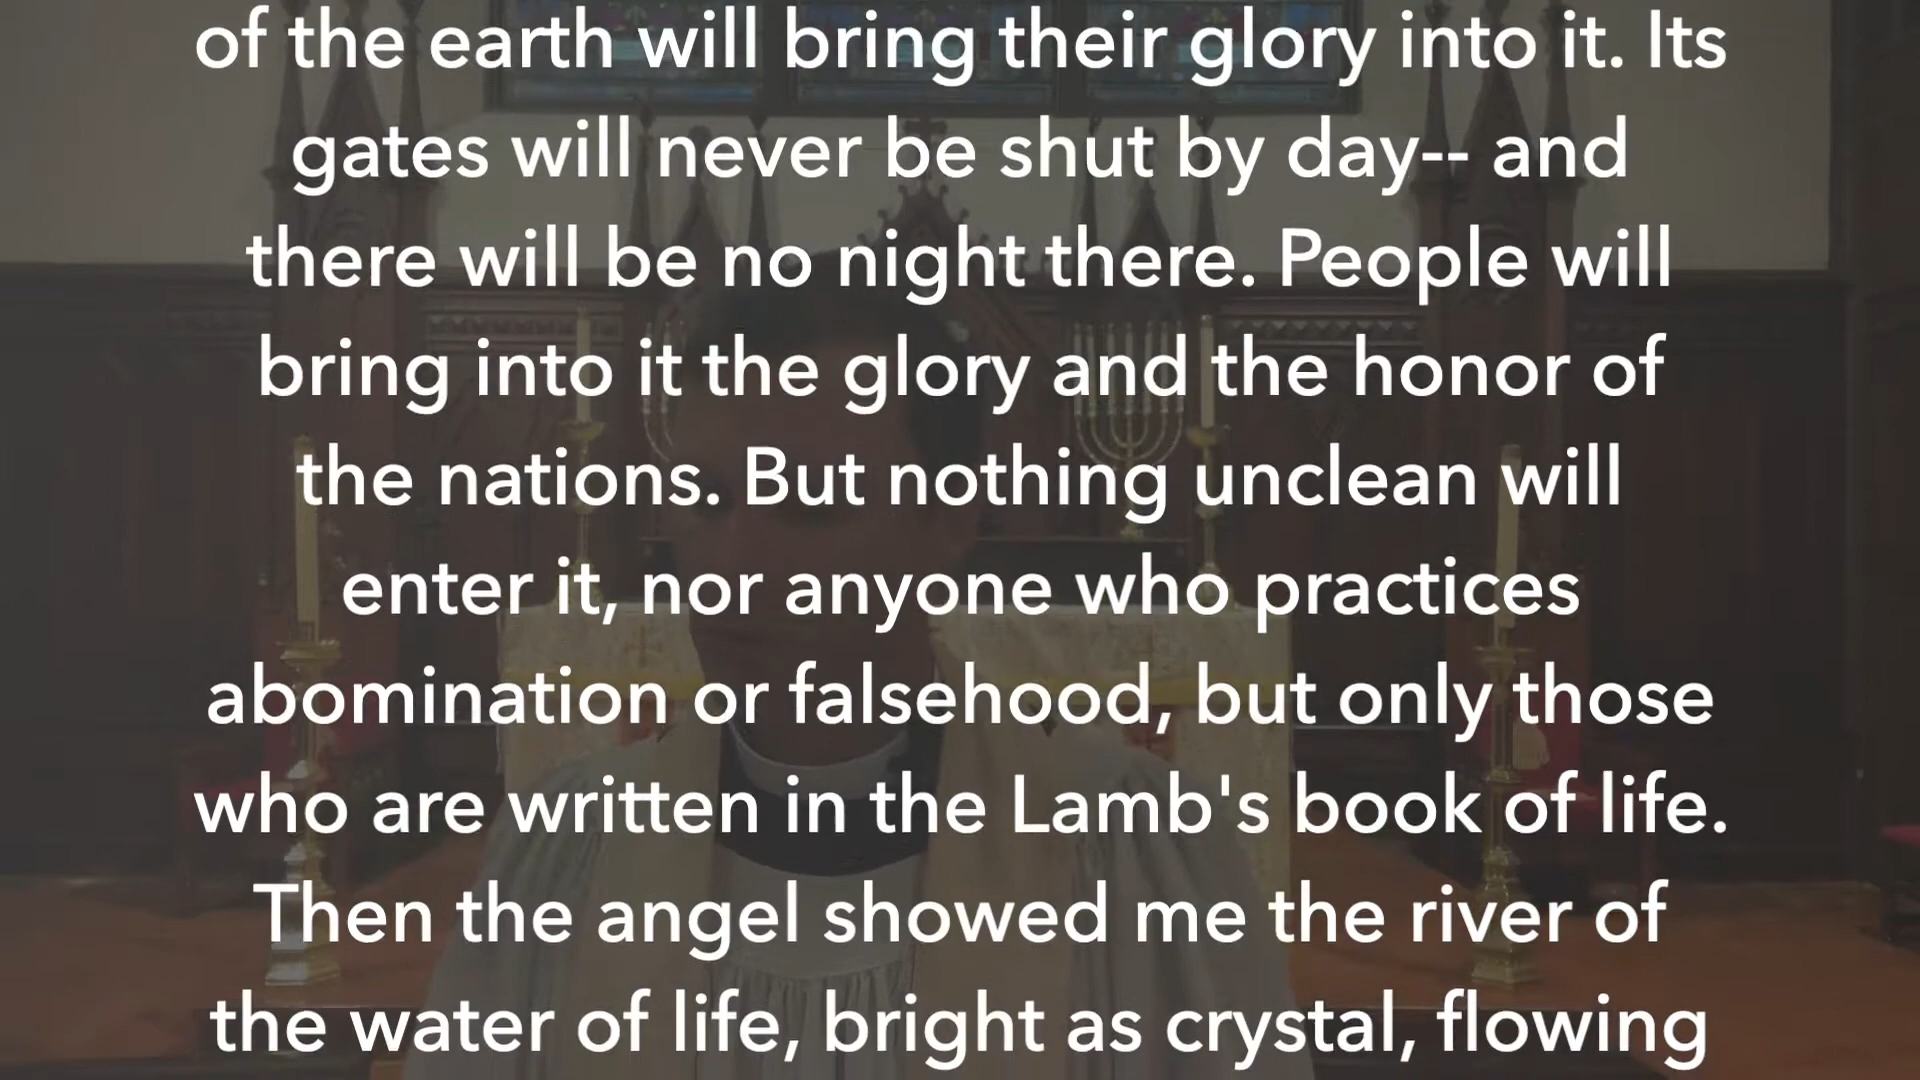 of the earth will bring their glory into it. Its
gates will never be shut by day-- and
there will be no night there. People will
bring into it the glory and the honor of
the nations. But nothing unclean will
enter it, nor anyone who practices
abomination or falsehood, but only those
who are written in the Lamb's book of life.
Then the angel showed me the river of
the water of life, bright as crystal, flowing